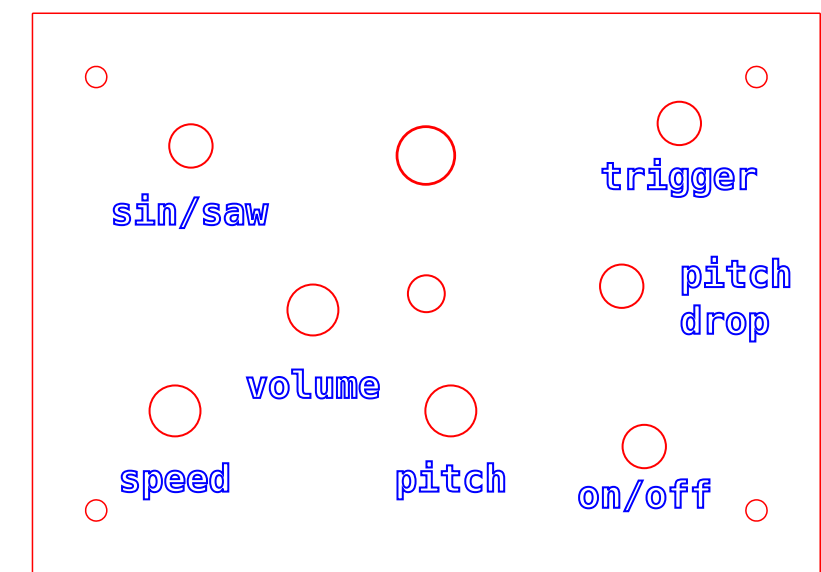 trigger
sin/saw
pitch
drop
volume
speed
pitch
on/off